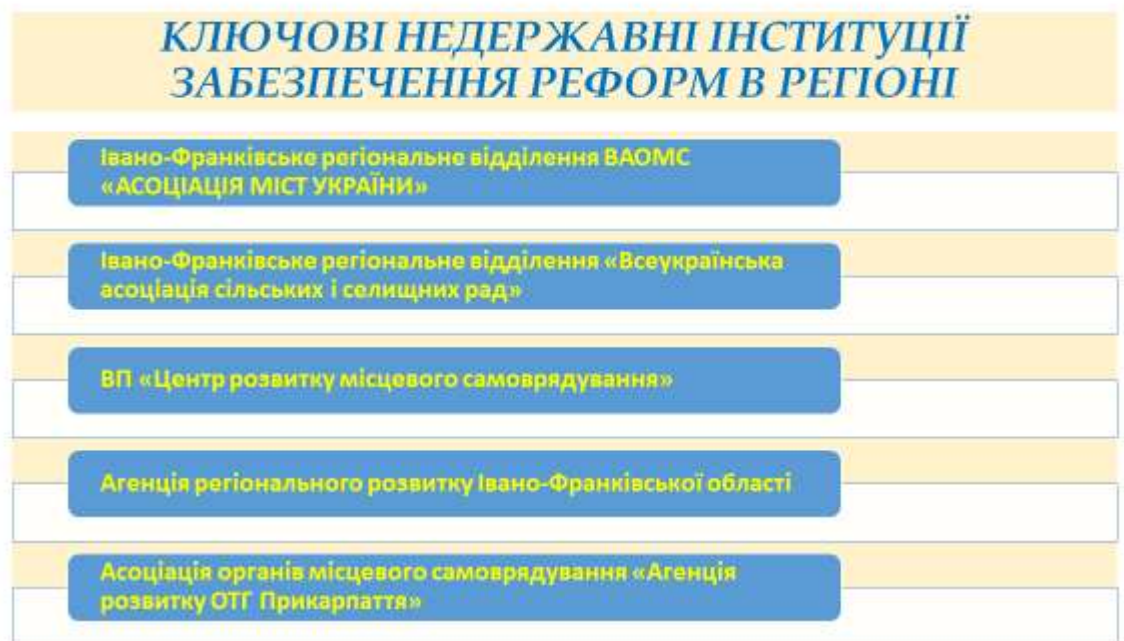 КЛЮЧОВІ НЕДЕРЖАВНІ ІНСТИТУЦІЇ
ЗАБЕЗПЕЧЕННЯ РЕФОРМ В РЕГІОНІ
Івано-Франківське регіональне відділення ВАОМС
«АСОЦІАЦІЯ МІСТ УКРАЇНИ»
Івано-Франківське регіональне відділення «Всеукраїнська
асоціація сільських і селищних рад»
ВП «Центр розвитку місцевого самоврядування»
Агенція регіонального розвитку Івано-Франківської області
Асоціація органів місцевого самоврядування «Агенція
розвитку ОТГ Прикарпаття»